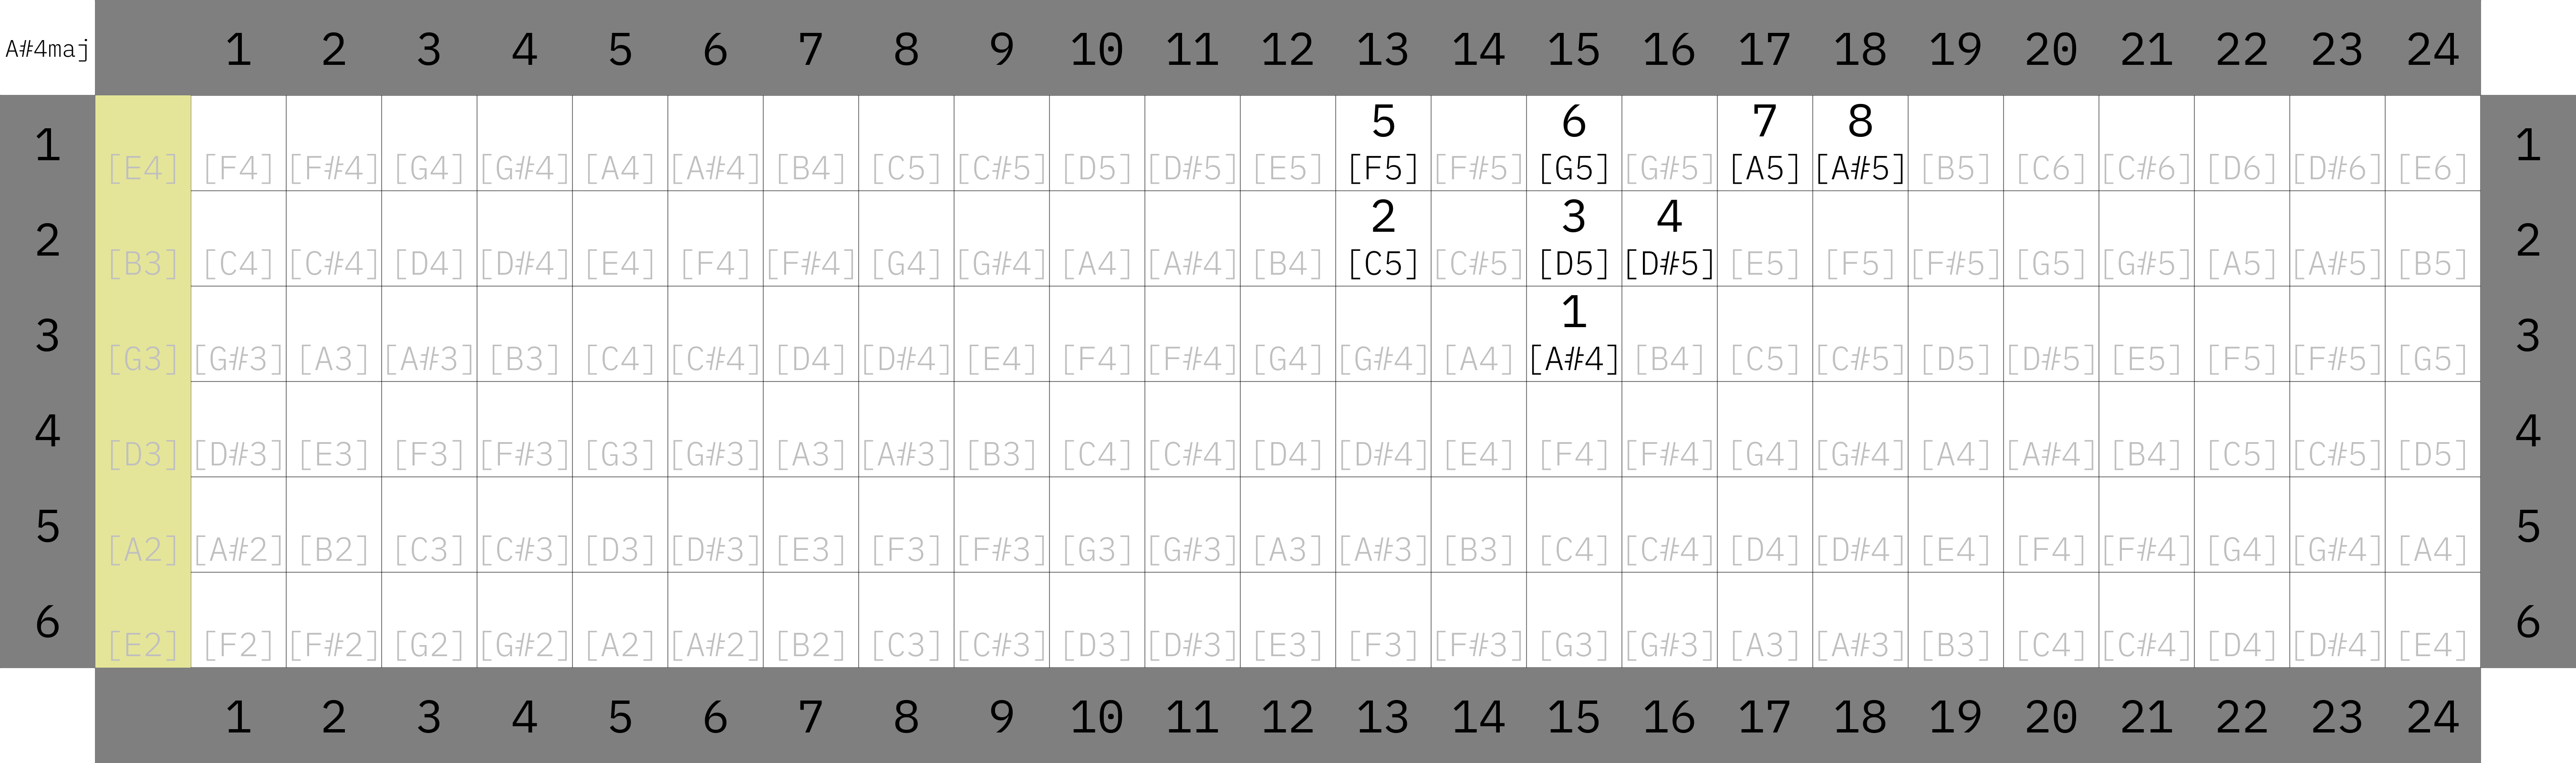 A#4maj 1 2 3 4 5 6 7 8 9 10 11 12 13 14 15 16 17 18 19 20 21 22 23 24
5 6 7 8
1 [E4] [F4] [F#4] [G4] [G#4] [A4] [A#4] [B4] [C5] [C#5] [D5] [D#5] [E5] [F5] [F#5] [G5] [G#5] [A5] [A#5] [B5] [C6] [C#6] [D6] [D#6] [E6] 1
2 3 4
2 [B3] [C4] [C#4] [D4] [D#4] [E4] [F4] [F#4] [G4] [G#4] [A4] [A#4] [B4] [C5] [C#5] [D5] [D#5] [E5] [F5] [F#5] [G5] [G#5] [A5] [A#5] [B5] 2
1
3 [G3] [G#3] [A3] [A#3] [B3] [C4] [C#4] [D4] [D#4] [E4] [F4] [F#4] [G4] [G#4] [A4] [A#4] [B4] [C5] [C#5] [D5] [D#5] [E5] [F5] [F#5] [G5] 3
4 [D3] [D#3] [E3] [F3] [F#3] [G3] [G#3] [A3] [A#3] [B3] [C4] [C#4] [D4] [D#4] [E4] [F4] [F#4] [G4] [G#4] [A4] [A#4] [B4] [C5] [C#5] [D5] 4
5 [A2] [A#2] [B2] [C3] [C#3] [D3] [D#3] [E3] [F3] [F#3] [G3] [G#3] [A3] [A#3] [B3] [C4] [C#4] [D4] [D#4] [E4] [F4] [F#4] [G4] [G#4] [A4] 5
6 [E2] [F2] [F#2] [G2] [G#2] [A2] [A#2] [B2] [C3] [C#3] [D3] [D#3] [E3] [F3] [F#3] [G3] [G#3] [A3] [A#3] [B3] [C4] [C#4] [D4] [D#4] [E4] 6
1 2 3 4 5 6 7 8 9 10 11 12 13 14 15 16 17 18 19 20 21 22 23 24